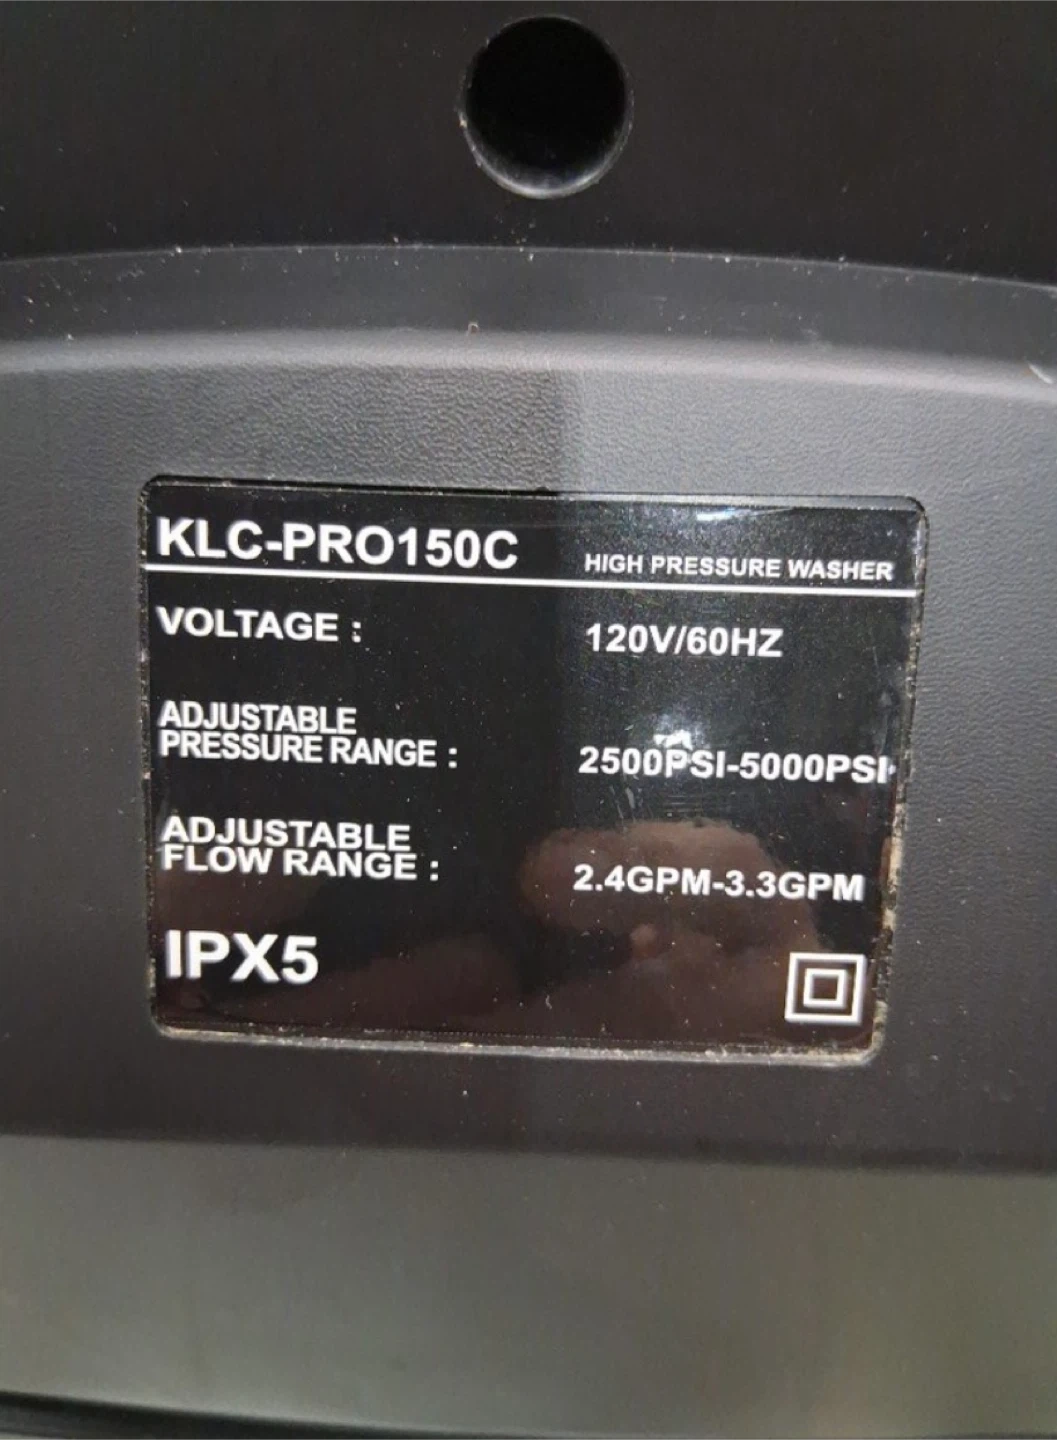 KLC-PRO150C HIGH PRESSURE WASHER
VOLTAGE : 120V/60HZ
ADJUSTABLE
PRESSURE RANGE : 2500PSI-5000PSI
ADJUSTABLE
FLOW RANGE : 2.4GPM-3.3GPM
IPX5